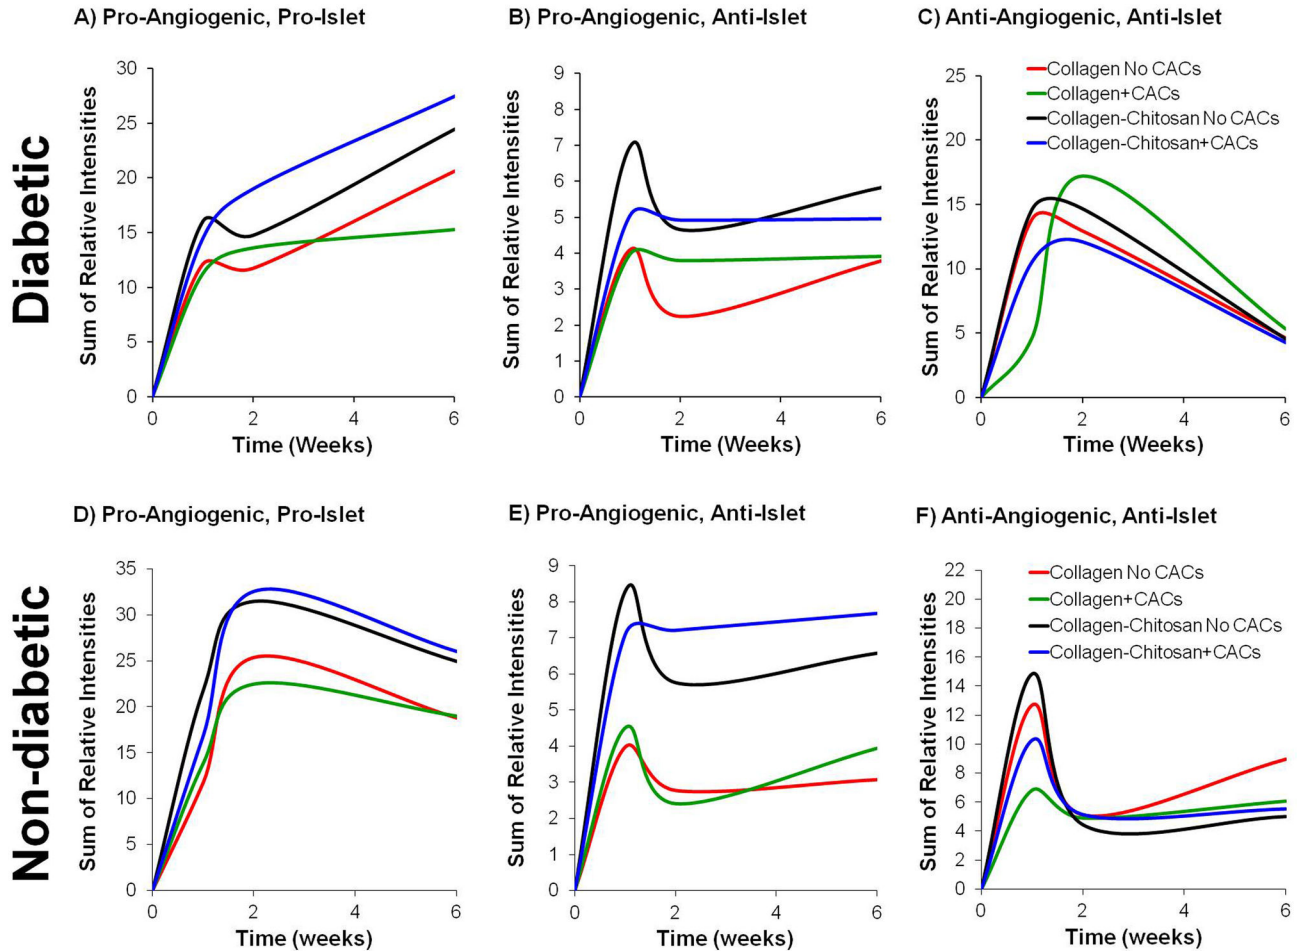 A) Pro-Angiogenic, Pro-Islet
B) Pro-Angiogenic, Anti-Islet
C) Anti-Angiogenic, Anti-Islet
Diabetic
Sum of Relative Intensities
30
25
20
15
10
5
0
0 2 4 6
Time (Weeks)
Sum of Relative Intensities
9
8
7
6
5
4
3
2
1
0
0 2 4 6
Time (Weeks)
Sum of Relative Intensities
25
20
15
10
5
0
0 2 4 6
Time (Weeks)
Collagen No CACs
Collagen+CACs
Collagen-Chitosan No CACs
Collagen-Chitosan+CACs
D) Pro-Angiogenic, Pro-Islet
E) Pro-Angiogenic, Anti-Islet
F) Anti-Angiogenic, Anti-Islet
Non-diabetic
Sum of Relative Intensities
35
30
25
20
15
10
5
0
0 2 4 6
Time (weeks)
Sum of Relative Intensities
9
8
7
6
5
4
3
2
1
0
0 2 4 6
Time (weeks)
Sum of Relative Intensities
22
20
18
16
14
12
10
8
6
4
2
0
0 2 4 6
Time (weeks)
Collagen No CACs
Collagen+CACs
Collagen-Chitosan No CACs
Collagen-Chitosan+CACs